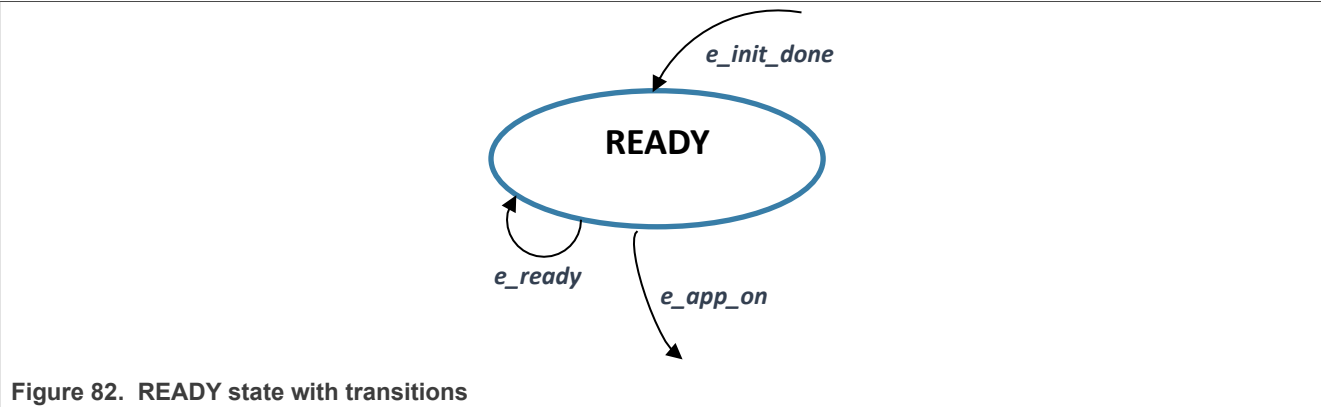 e_init_done
READY
e_ready
e_app_on
Figure 82. READY state with transitions